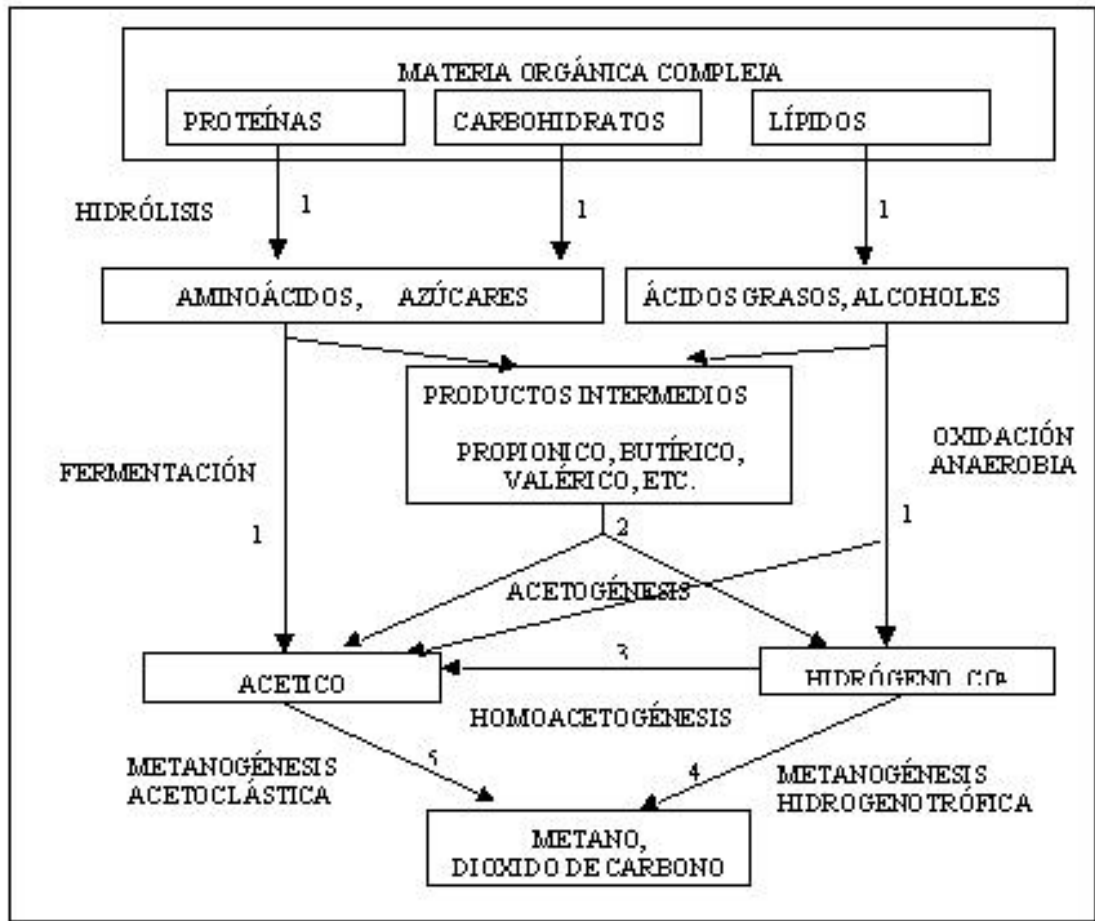 MATERIA ORGÁNICA COMPLEJA
PROTEÍNAS
CARBOHIDRATOS
LÍPIDOS
HIDRÓLISIS
1
1
1
AMINOÁCIDOS, AZÚCARES
ÁCIDOS GRASOS, ALCOHOLES
PRODUCTOS INTERMEDIOS
PROPIONICO, BUTÍRICO,
VALÉRICO, ETC.
FERMENTACIÓN
OXIDACIÓN
ANAEROBIA
1
2
1
ACETOGÉNESIS
3
ACETICO
HIDRÓGENO, CO₂
HOMOACETOGÉNESIS
METANOGÉNESIS
ACETOCLÁSTICA
5
4
METANOGÉNESIS
HIDROGENOTRÓFICA
METANO,
DIOXIDO DE CARBONO